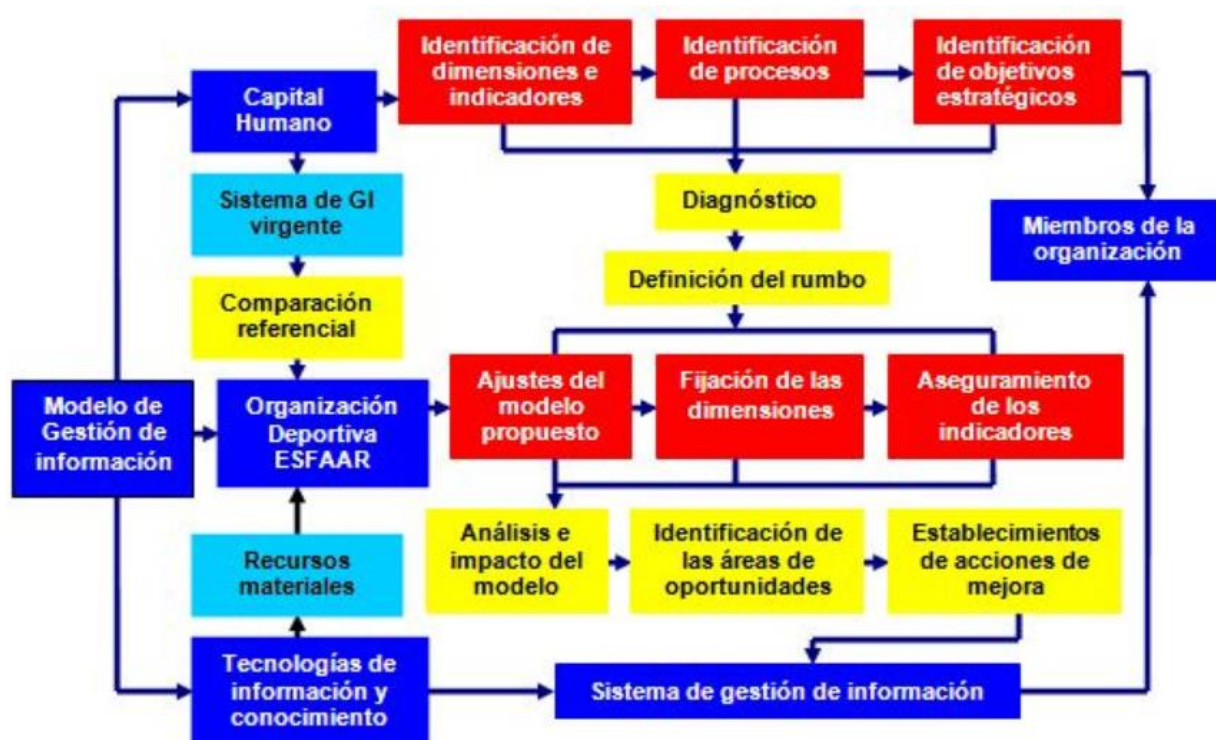 Identificación de
dimensiones e
indicadores
Identificación
de procesos
Identificación
de objetivos
estratégicos
Capital
Humano
Sistema de GI
virgente
Diagnóstico
Miembros de la
organización
Definición del rumbo
Comparación
referencial
Modelo de
Gestión de
información
Organización
Deportiva
ESFAAR
Ajustes del
modelo
propuesto
Fijación de las
dimensiones
Aseguramiento
de los
indicadores
Análisis e
impacto del
modelo
Identificación de
las áreas de
oportunidades
Establecimientos
de acciones de
mejora
Recursos
materiales
Tecnologías de
información y
conocimiento
Sistema de gestión de información